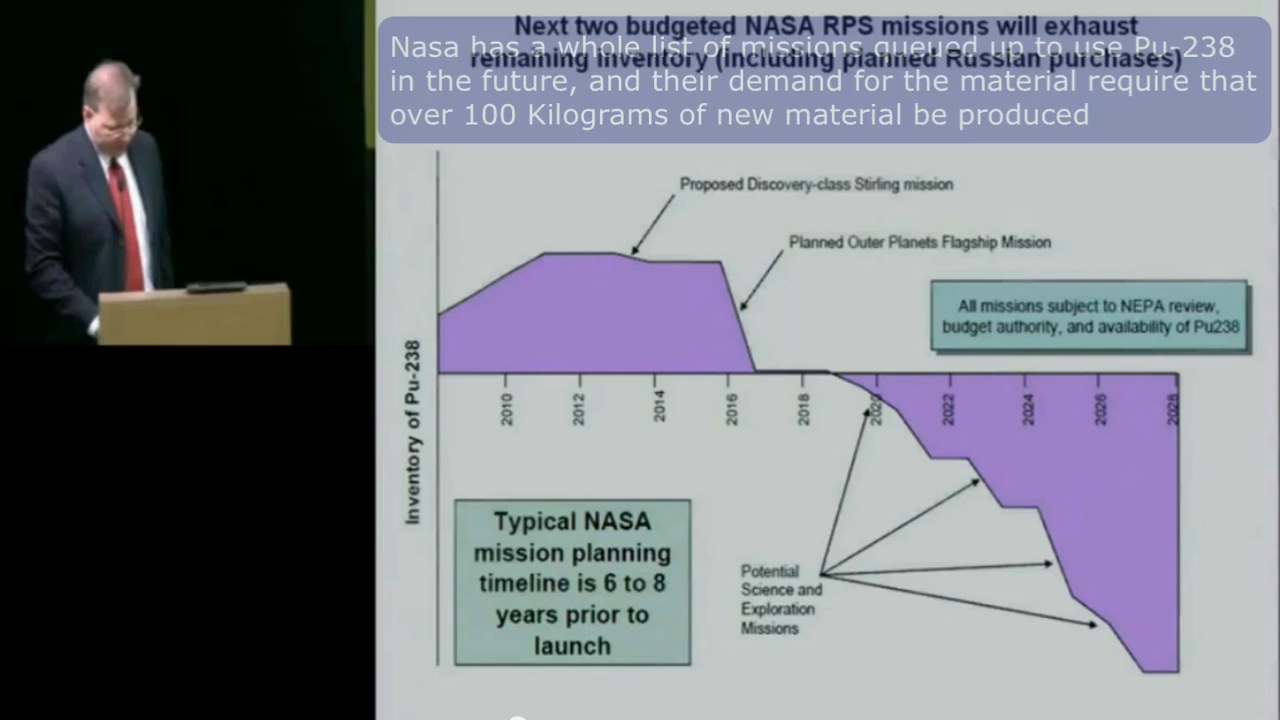 Next two budgeted NASA RPS missions will exhaust
remaining inventory (including planned Russian purchases)
Nasa has a whole list of missions queued up to use Pu-238
in the future, and their demand for the material require that
over 100 Kilograms of new material be produced
Proposed Discovery-class Stirling mission
Planned Outer Planets Flagship Mission
All missions subject to NEPA review,
budget authority, and availability of Pu238
Inventory of Pu-238
2010
2012
2014
2016
2018
2020
2022
2024
2026
2028
Typical NASA
mission planning
timeline is 6 to 8
years prior to
launch
Potential
Science and
Exploration
Missions